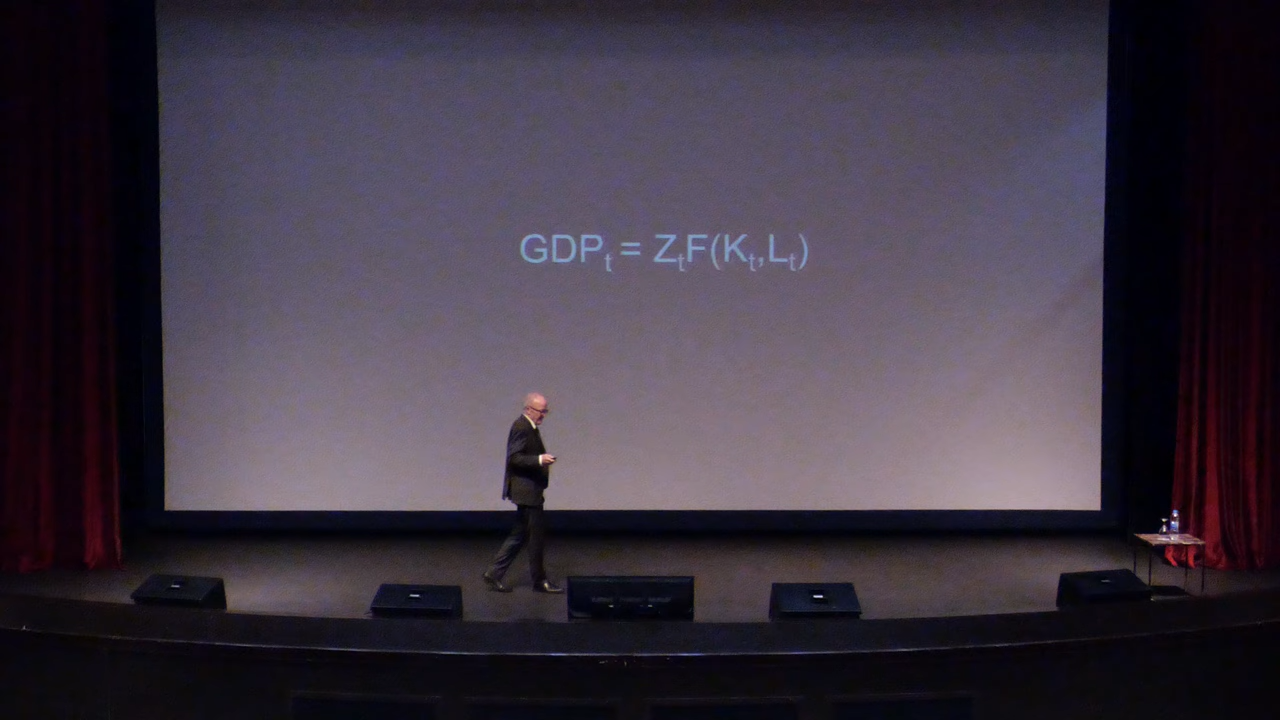 GDPₜ = ZₜF(Kₜ,Lₜ)